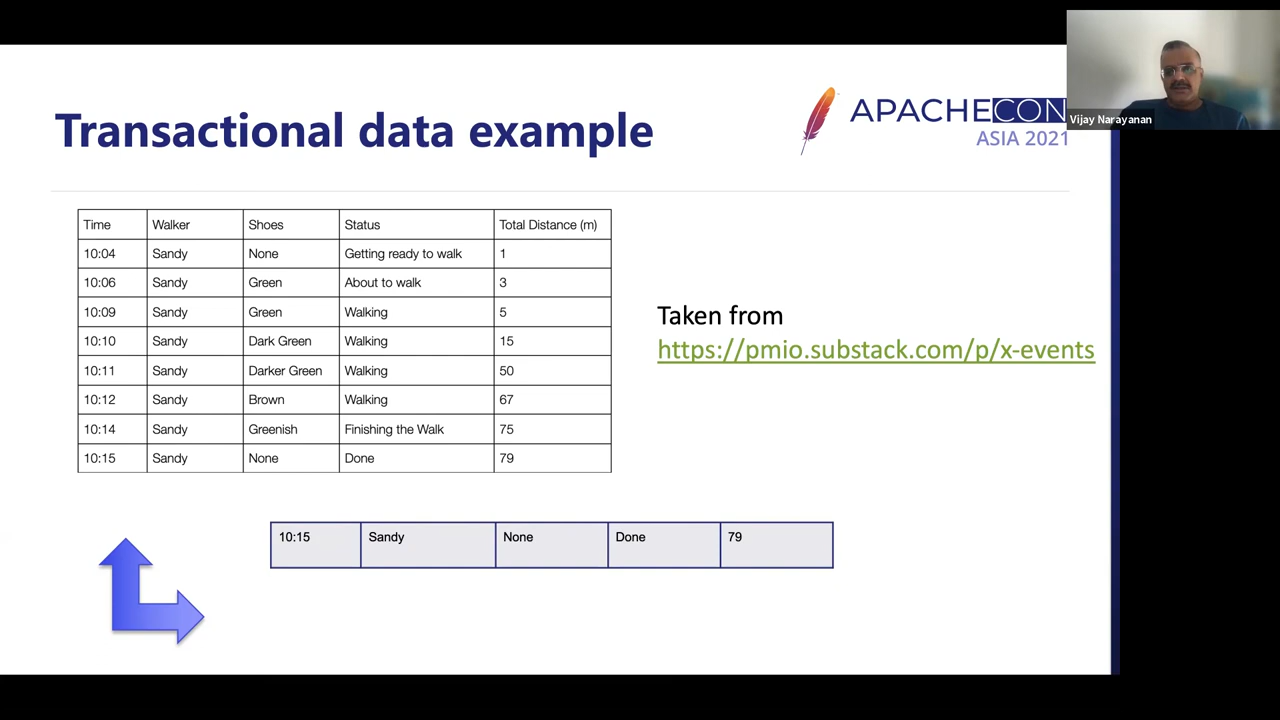 Transactional data example
APACHECON
ASIA 2021
Vijay Narayanan
Time Walker Shoes Status Total Distance (m)
10:04 Sandy None Getting ready to walk 1
10:06 Sandy Green About to walk 3
10:09 Sandy Green Walking 5
10:10 Sandy Dark Green Walking 15
10:11 Sandy Darker Green Walking 50
10:12 Sandy Brown Walking 67
10:14 Sandy Greenish Finishing the Walk 75
10:15 Sandy None Done 79
Taken from
https://pmio.substack.com/p/x-events
10:15 Sandy None Done 79